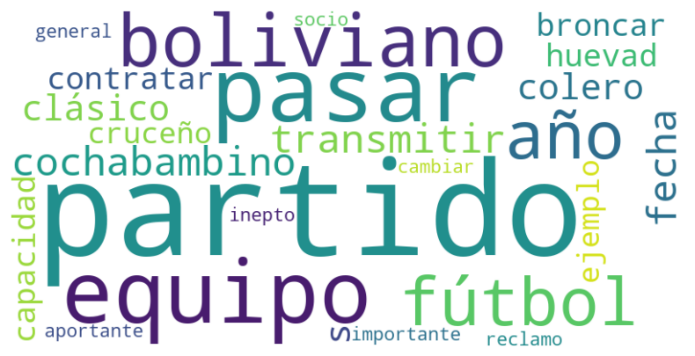 general
socio
boliviano
broncar
huevad
contratar
pasar
colero
clásico
cruceño
transmitir
año
fecha
cochabambino
cambiar
partido
inepto
ejemplo
capacidad
equipo
fútbol
aportante
s
importante
reclamo